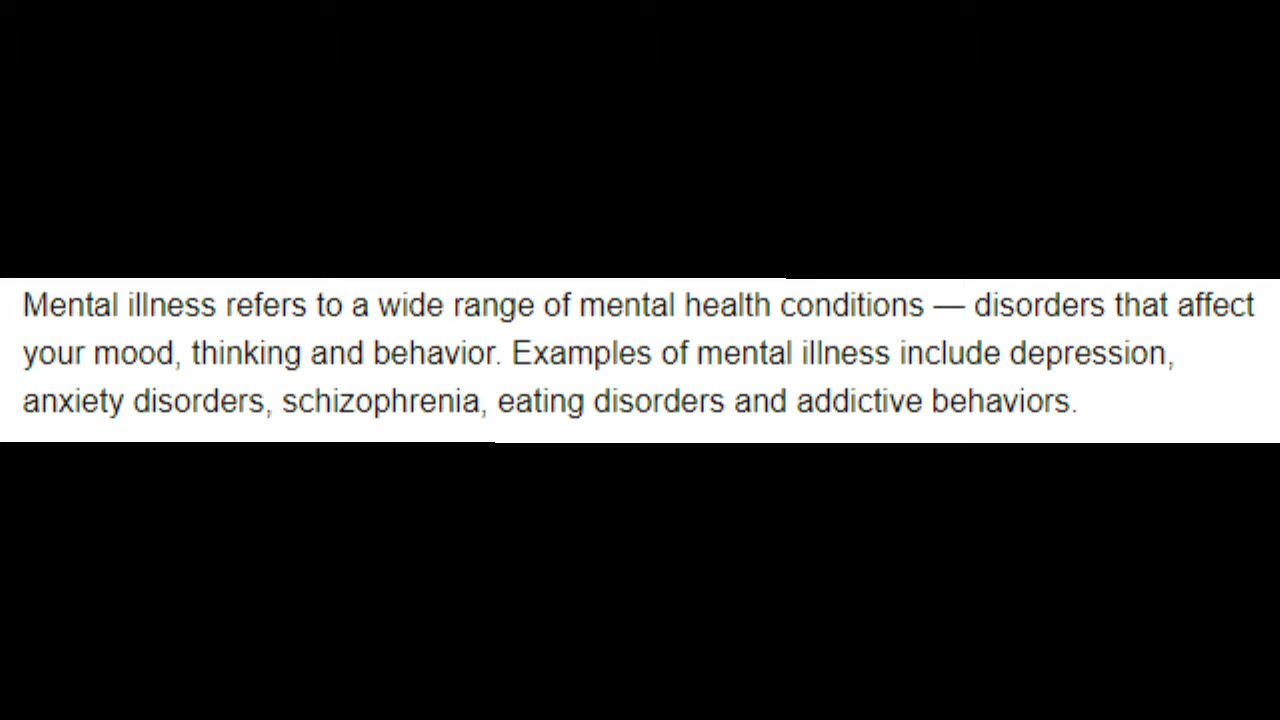 Mental illness refers to a wide range of mental health conditions — disorders that affect
your mood, thinking and behavior. Examples of mental illness include depression,
anxiety disorders, schizophrenia, eating disorders and addictive behaviors.